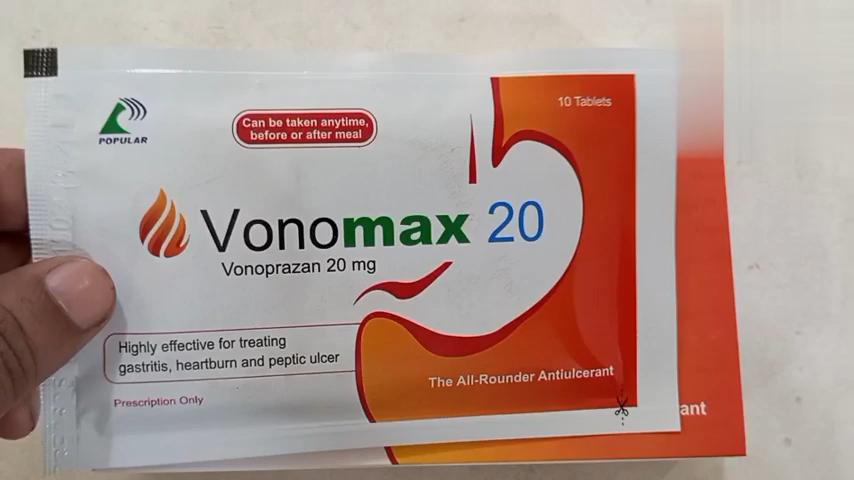 10 Tablets
POPULAR
Can be taken anytime,
before or after meal
Vonomax 20
Vonoprazan 20 mg
Highly effective for treating
gastritis, heartburn and peptic ulcer
The All-Rounder Antiulcerant
Prescription Only
ant